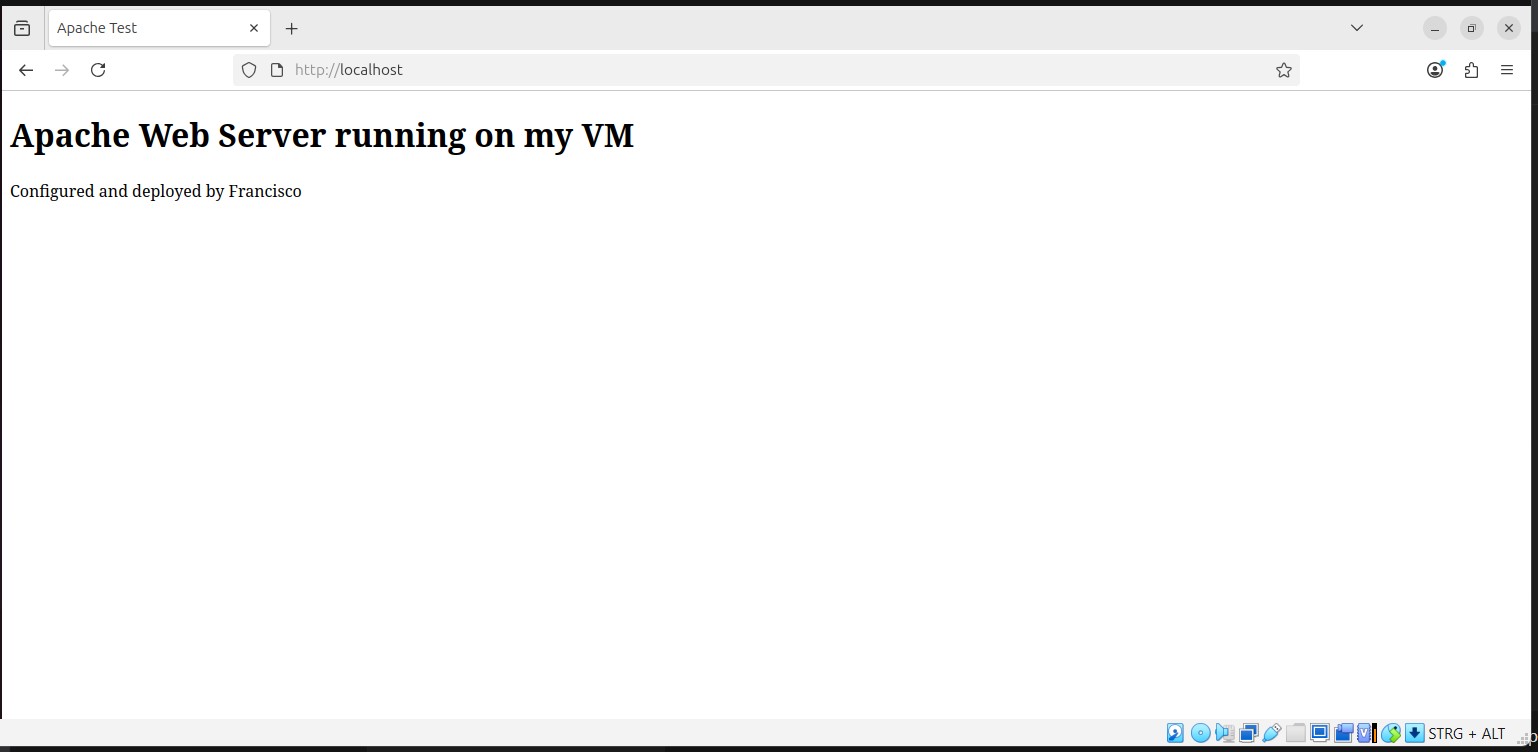 Apache Test
http://localhost
Apache Web Server running on my VM
Configured and deployed by Francisco
STRG + ALT